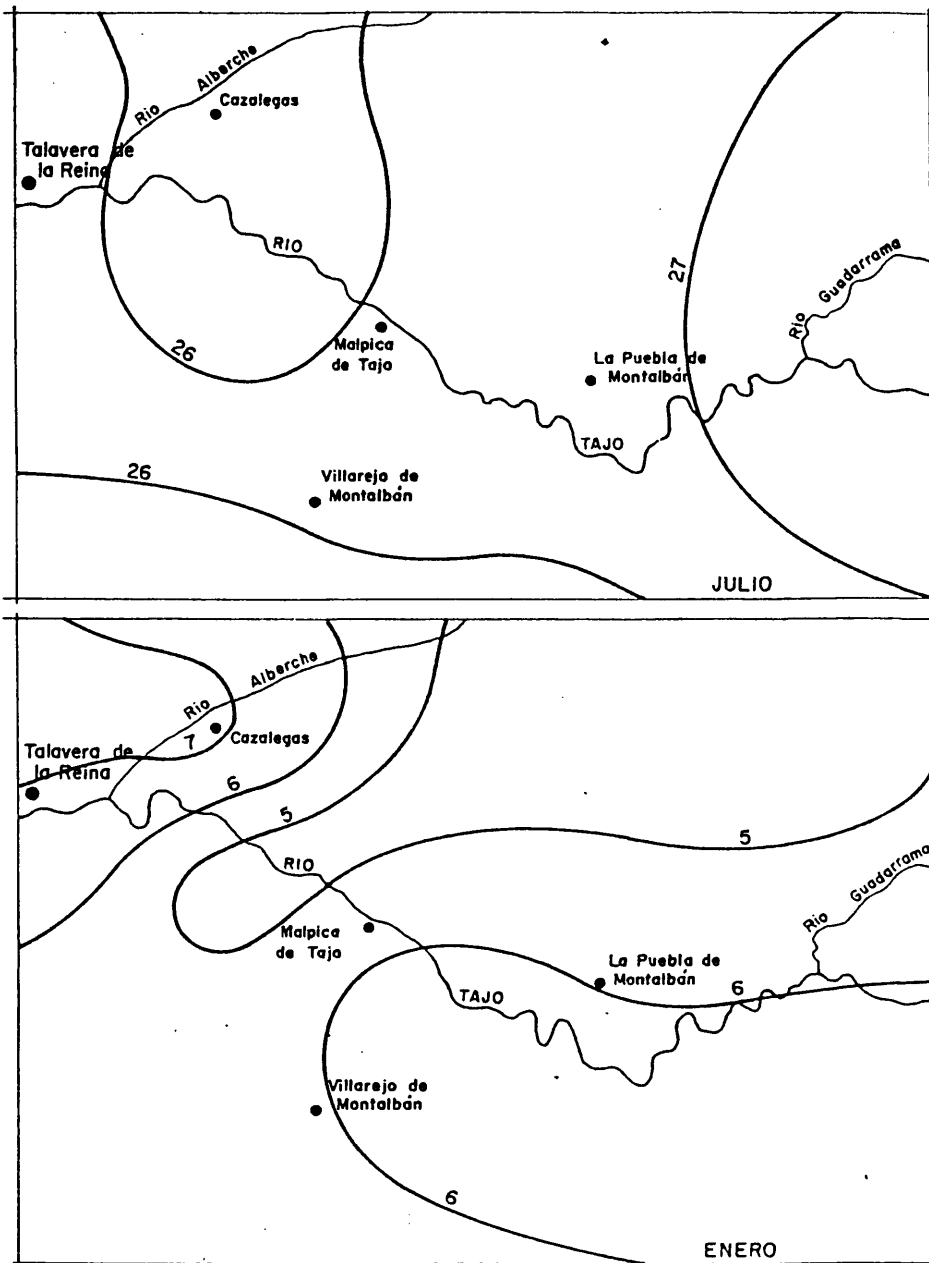 Rio Alberche
Cazalegas
Talavera de
la Reina
RIO
27
Rio Guadarrama
26
Malpica
de Tajo
La Puebla de
Montalbán
TAJO
26
Villarejo de
Montalbán
JULIO
Rio Alberche
7
Cazalegas
Talavera de
la Reina
6
5
5
RIO
Rio Guadarrama
Malpica
de Tajo
La Puebla de
Montalbán
6
TAJO
Villarejo de
Montalbán
6
ENERO